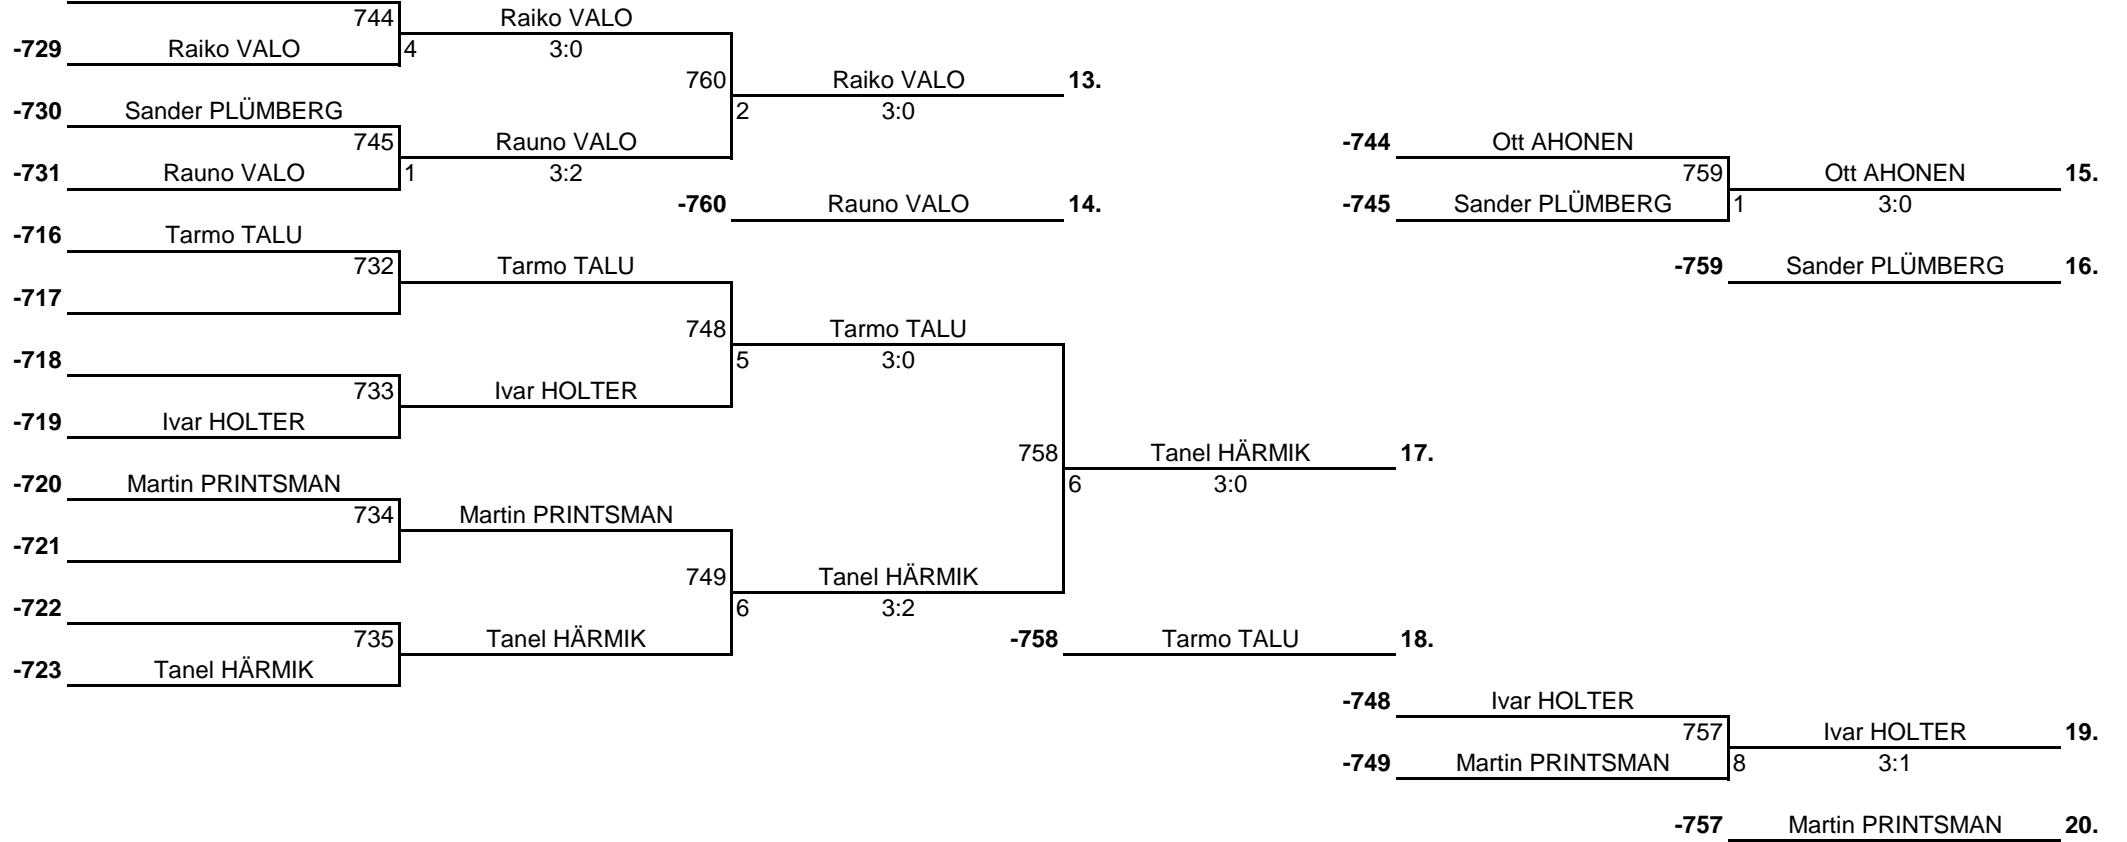 744 Raiko VALO
-729 Raiko VALO 4 3:0
760 Raiko VALO 13.
-730 Sander PLÜMBERG 2 3:0
745 Rauno VALO -744 Ott AHONEN
-731 Rauno VALO 1 3:2 759 Ott AHONEN 15.
-760 Rauno VALO 14. -745 Sander PLÜMBERG 1 3:0
-716 Tarmo TALU
732 Tarmo TALU -759 Sander PLÜMBERG 16.
-717
748 Tarmo TALU
-718 5 3:0
733 Ivar HOLTER
-719 Ivar HOLTER
758 Tanel HÄRMIK 17.
-720 Martin PRINTSMAN 6 3:0
734 Martin PRINTSMAN
-721
749 Tanel HÄRMIK
-722 6 3:2
735 Tanel HÄRMIK -758 Tarmo TALU 18.
-723 Tanel HÄRMIK
-748 Ivar HOLTER
757 Ivar HOLTER 19.
-749 Martin PRINTSMAN 8 3:1
-757 Martin PRINTSMAN 20.